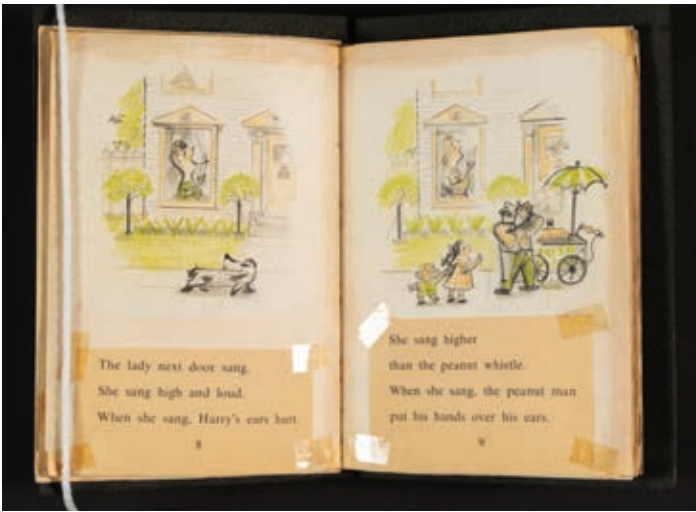 The lady next door sang.
She sang high and loud.
When she sang, Harry's ears hurt.
8
She sang higher
than the peanut whistle.
When she sang, the peanut man
put his hands over his ears.
9